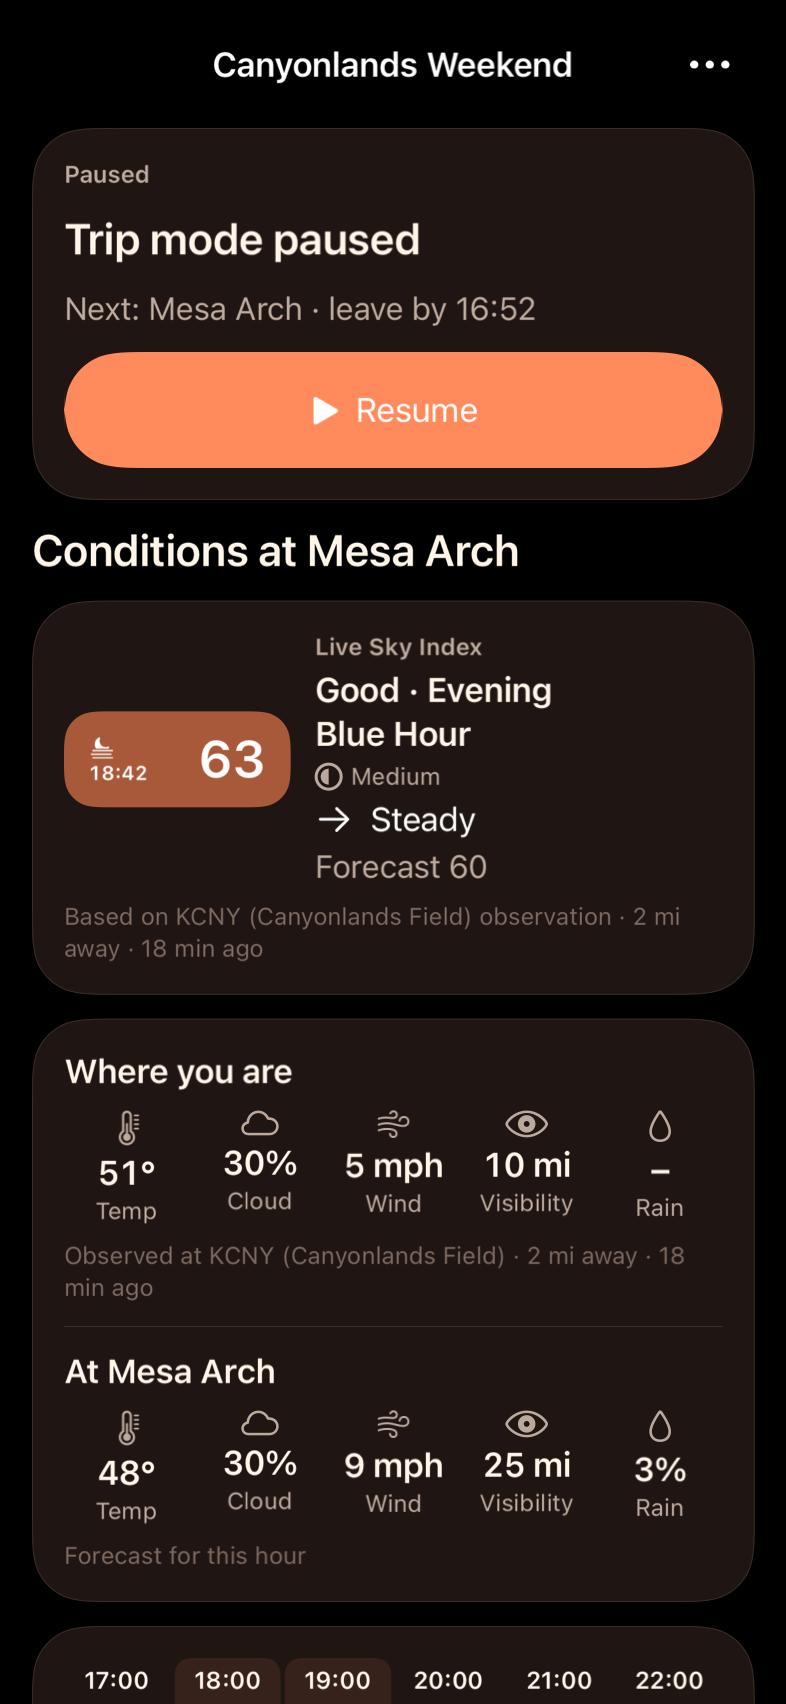 Canyonlands Weekend
Paused
Trip mode paused
Next: Mesa Arch · leave by 16:52
Resume
Conditions at Mesa Arch
Live Sky Index
Good · Evening
Blue Hour
Medium
→ Steady
Forecast 60
18:42
63
Based on KCNY (Canyonlands Field) observation · 2 mi
away · 18 min ago
Where you are
51° 30% 5 mph 10 mi –
Temp Cloud Wind Visibility Rain
Observed at KCNY (Canyonlands Field) · 2 mi away · 18
min ago
At Mesa Arch
48° 30% 9 mph 25 mi 3%
Temp Cloud Wind Visibility Rain
Forecast for this hour
17:00 18:00 19:00 20:00 21:00 22:00